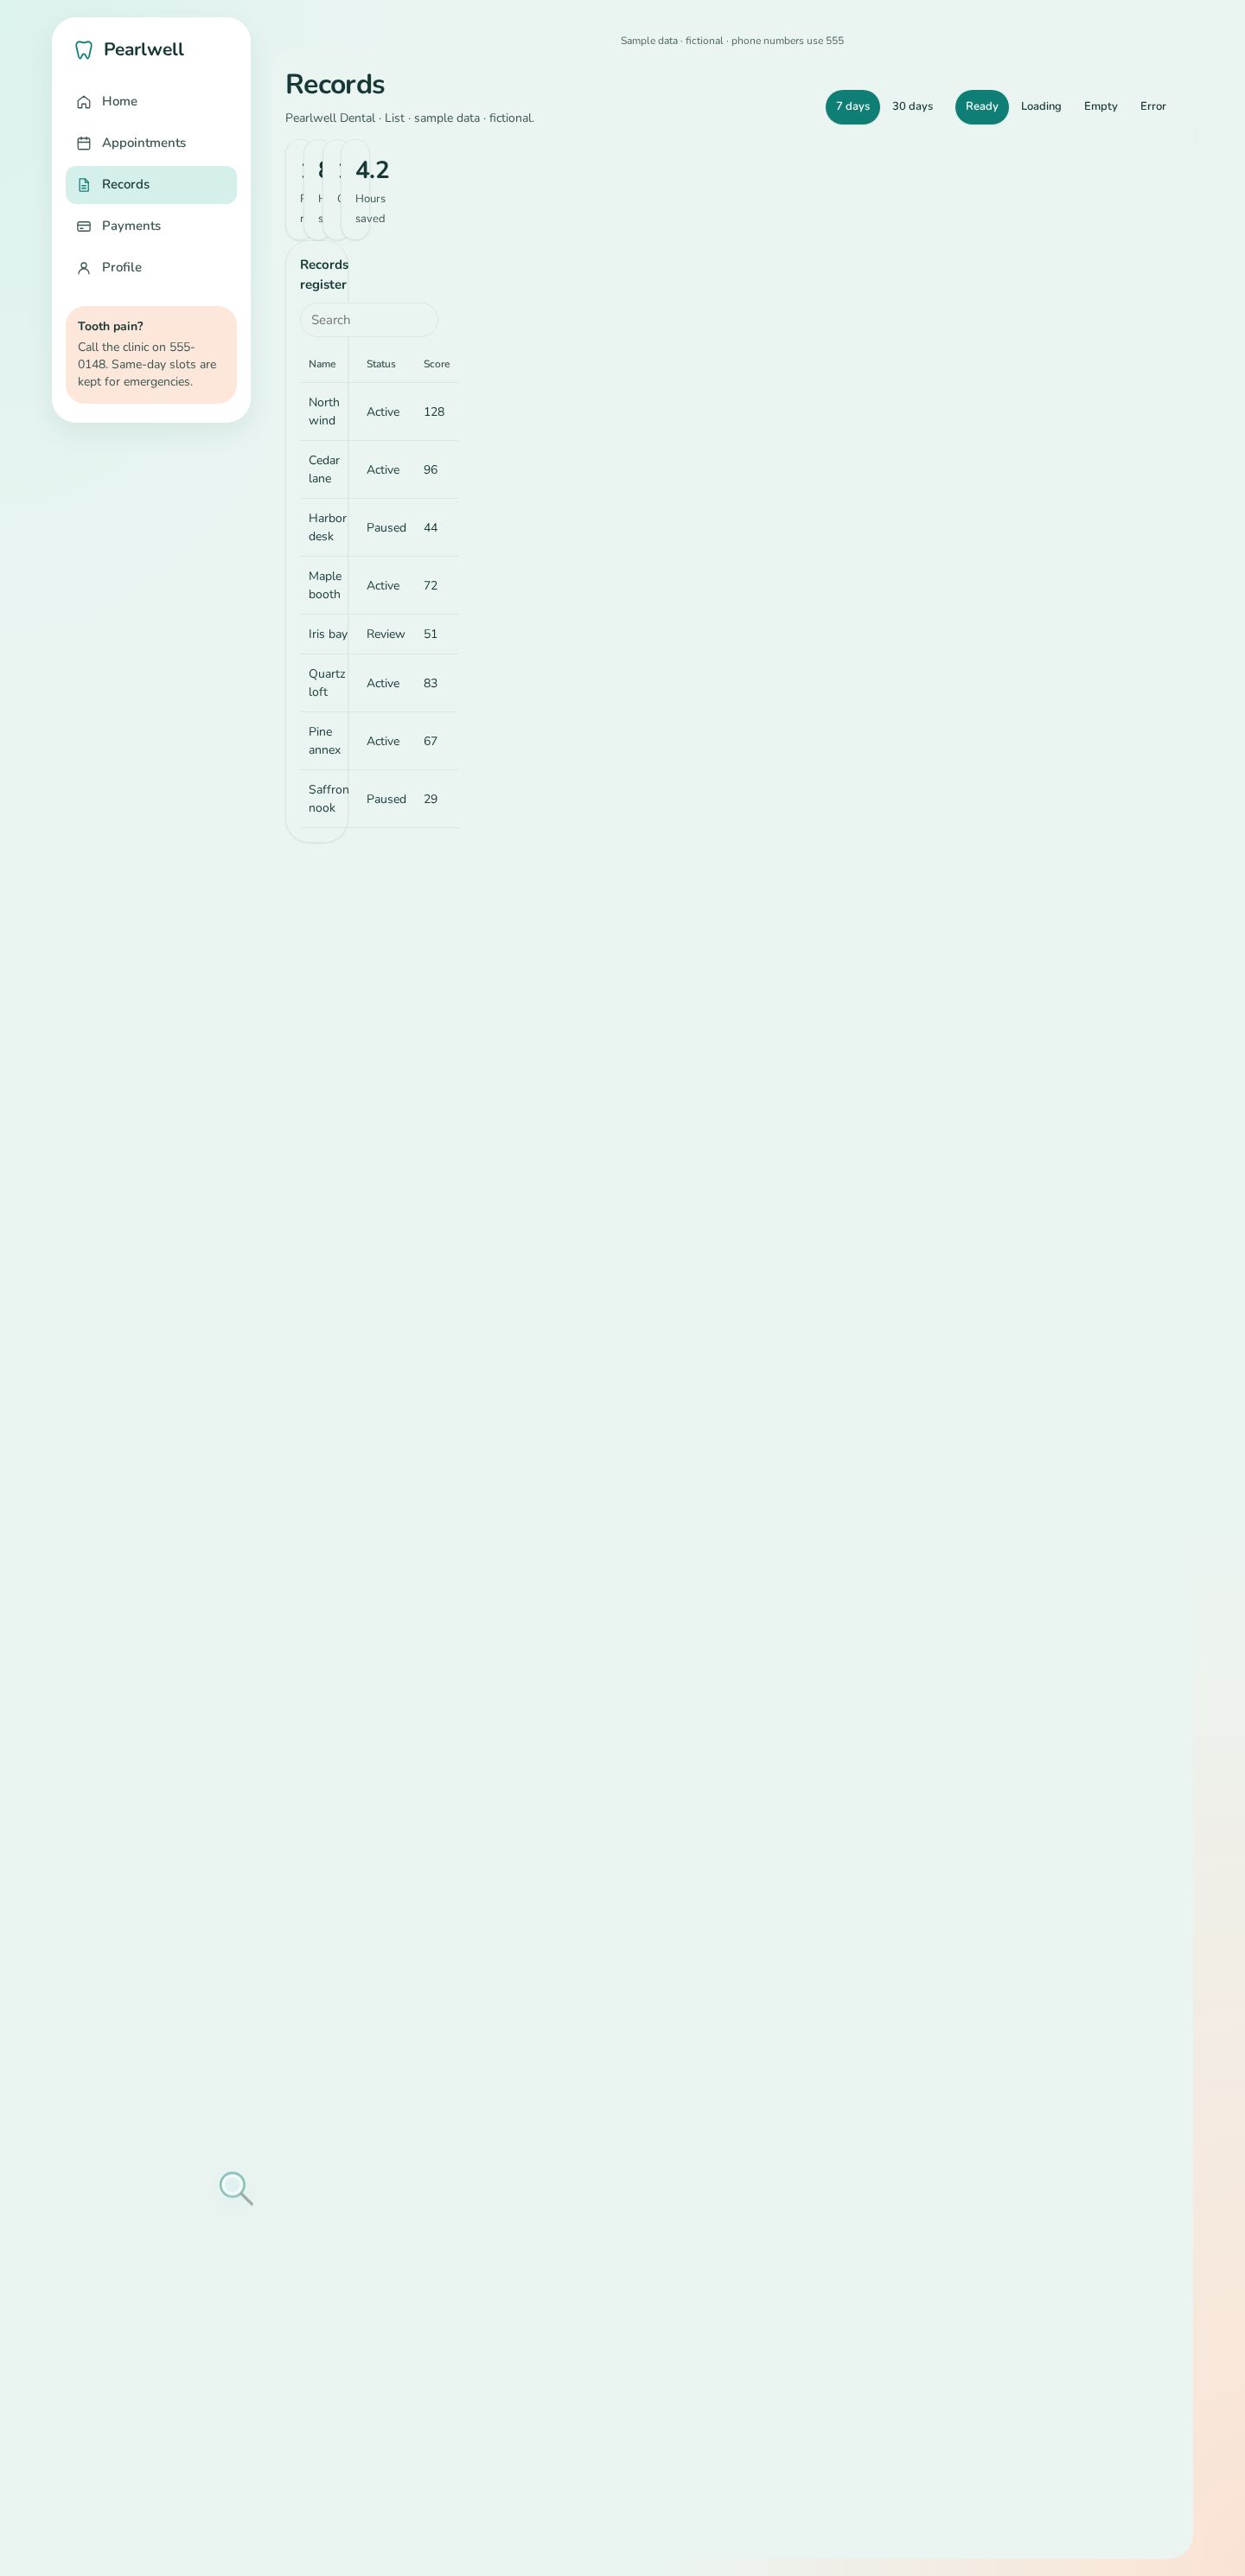 Pearlwell
Home
Appointments
Records
Payments
Profile
Tooth pain?
Call the clinic on 555-
0148. Same-day slots are
kept for emergencies.
Sample data · fictional · phone numbers use 555
Records
Pearlwell Dental · List · sample data · fictional.
7 days 30 days Ready Loading Empty Error
4.2
Hours
saved
Records
register
Search
Name Status Score
North
wind
Active 128
Cedar
lane
Active 96
Harbor
desk
Paused 44
Maple
booth
Active 72
Iris bay Review 51
Quartz
loft
Active 83
Pine
annex
Active 67
Saffron
nook
Paused 29